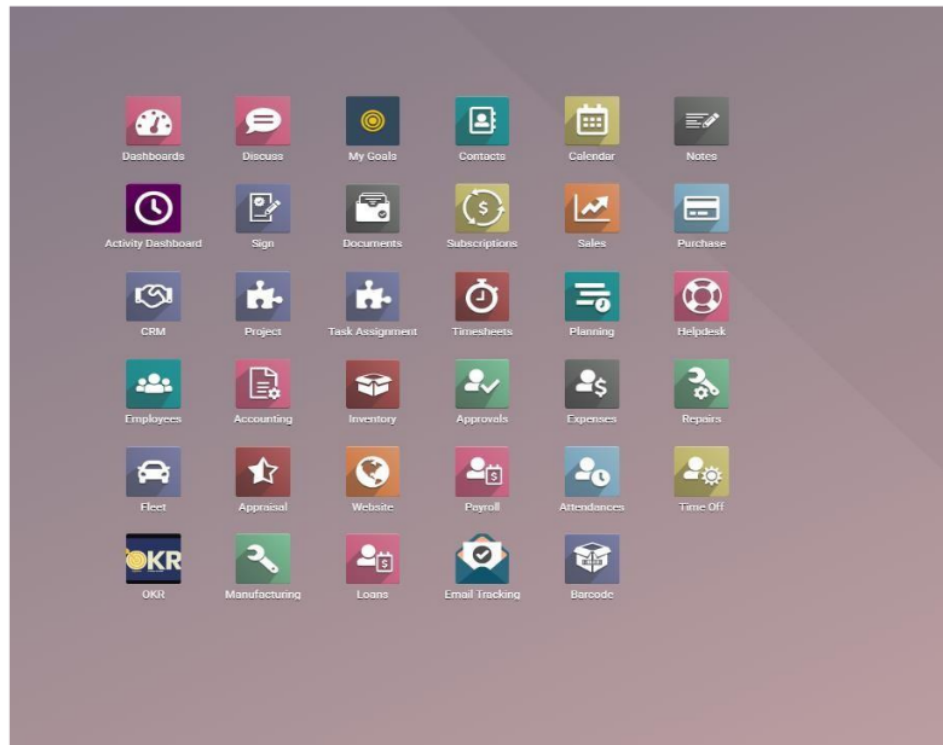 Dashboards Discuss My Goals Contacts Calendar Notes
Activity Dashboard Sign Documents Subscriptions Sales Purchase
CRM Project Task Assignment Timesheets Planning Helpdesk
Employees Accounting Inventory Approvals Expenses Repairs
Fleet Appraisal Website Payroll Attendances Time Off
OKR
OKR Manufacturing Loans Email Tracking Barcode